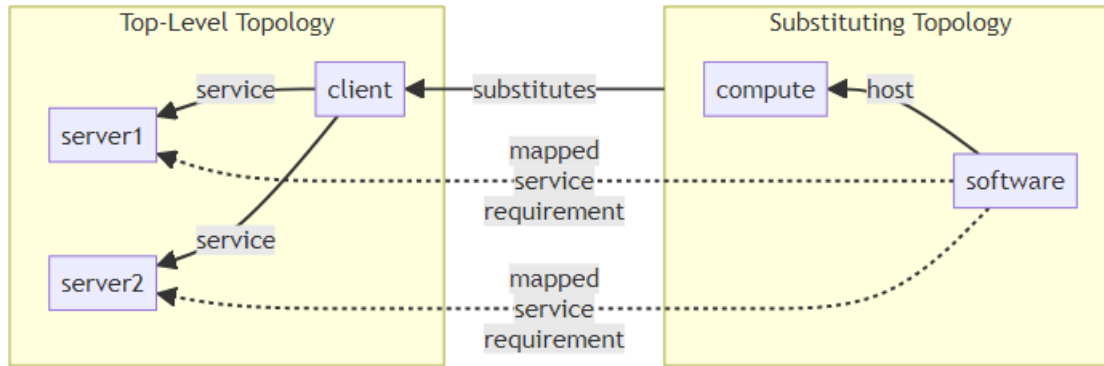 Top-Level Topology
Substituting Topology
service
client
substitutes
compute
host
server1
mapped
service
requirement
software
service
server2
mapped
service
requirement